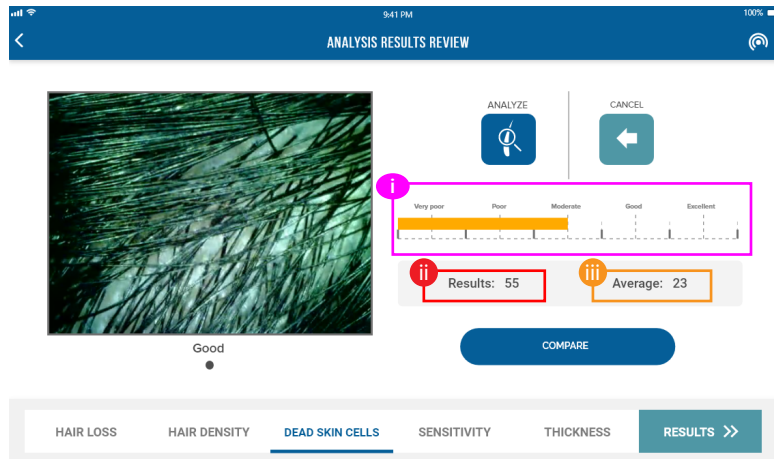 9:41 PM 100%
ANALYSIS RESULTS REVIEW
ANALYZE CANCEL
i
Very poor Poor Moderate Good Excellent
ii iii
Results: 55 Average: 23
Good
COMPARE
HAIR LOSS HAIR DENSITY DEAD SKIN CELLS SENSITIVITY THICKNESS RESULTS